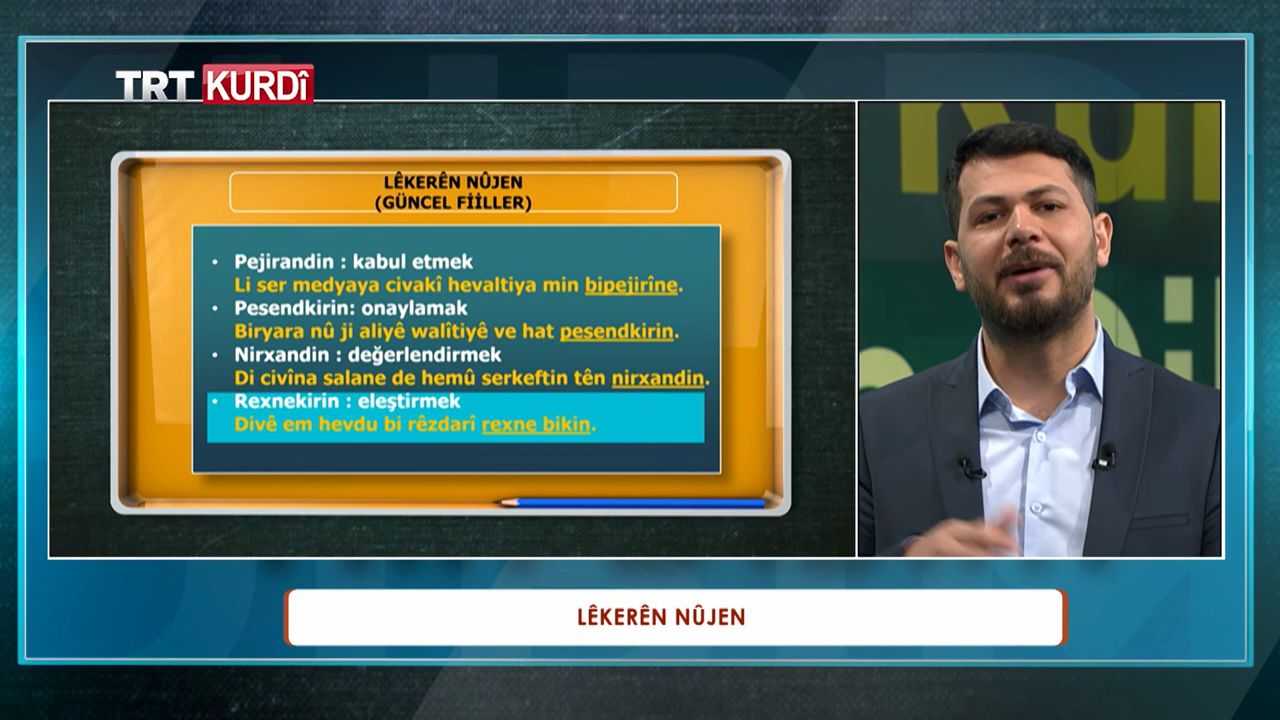 TRT KURDî
LÊKERÊN NÛJEN
(GÜNCEL FİİLLER)
• Pejirandin : kabul etmek
Li ser medyaya civakî hevaltiya min bipejirîne.
• Pesendkirin: onaylamak
Biryara nû ji aliyê walîtiyê ve hat pesendkirin.
• Nirxandin : değerlendirmek
Di civîna salane de hemû serkeftin tên nirxandin.
• Rexnekirin : eleştirmek
Divê em hevdu bi rêzdarî rexne bikin.
LÊKERÊN NÛJEN